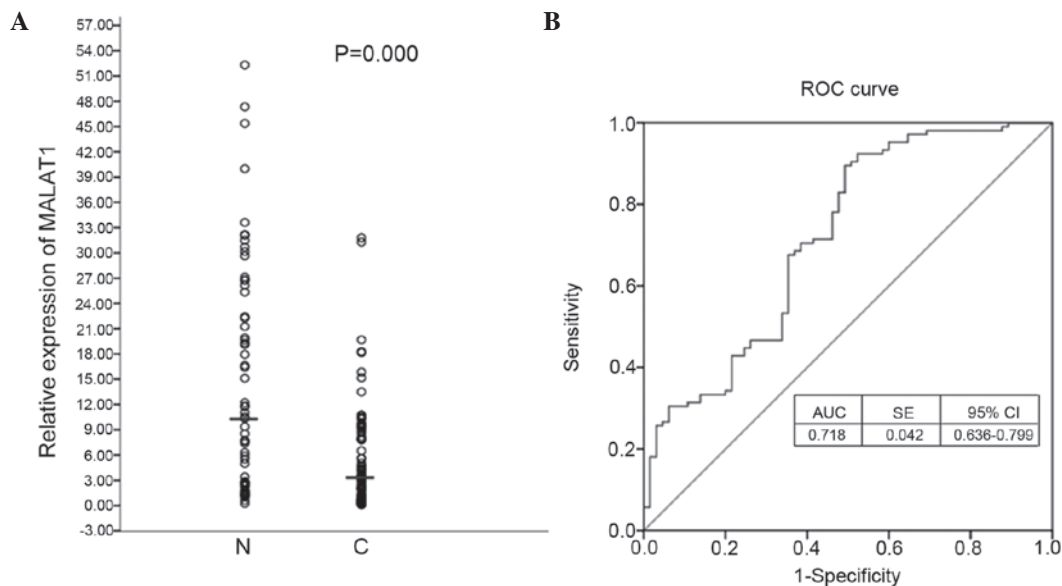 A
57.00
54.00
51.00
48.00
45.00
42.00
39.00
36.00
33.00
30.00
27.00
24.00
21.00
18.00
15.00
12.00
9.00
6.00
3.00
0.00
-3.00
Relative expression of MALAT1
P=0.000
N C
B
ROC curve
1.0
0.8
0.6
0.4
0.2
0.0
Sensitivity
AUC SE 95% CI
0.718 0.042 0.636-0.799
0.0 0.2 0.4 0.6 0.8 1.0
1-Specificity